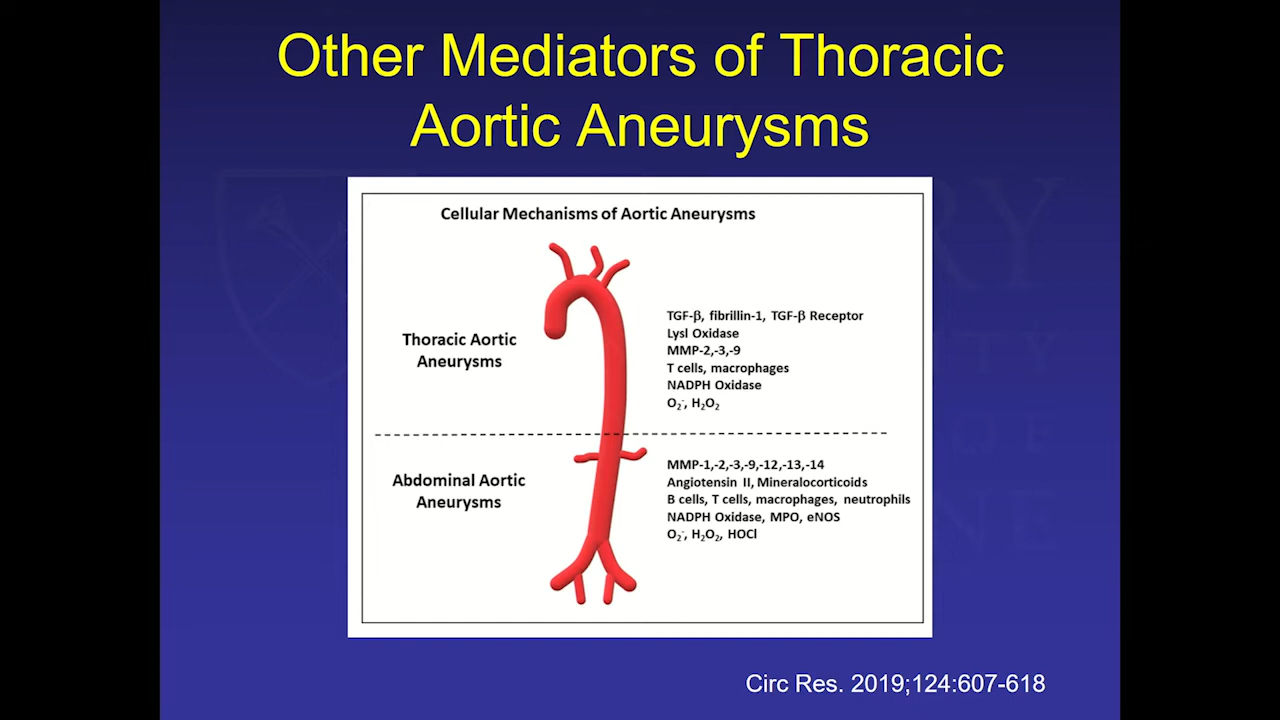 Other Mediators of Thoracic
Aortic Aneurysms
Cellular Mechanisms of Aortic Aneurysms
Thoracic Aortic
Aneurysms
TGF-β, fibrillin-1, TGF-β Receptor
Lysl Oxidase
MMP-2,-3,-9
T cells, macrophages
NADPH Oxidase
O₂⁻, H₂O₂
Abdominal Aortic
Aneurysms
MMP-1,-2,-3,-9,-12,-13,-14
Angiotensin II, Mineralocorticoids
B cells, T cells, macrophages, neutrophils
NADPH Oxidase, MPO, eNOS
O₂⁻, H₂O₂, HOCl
Circ Res. 2019;124:607-618